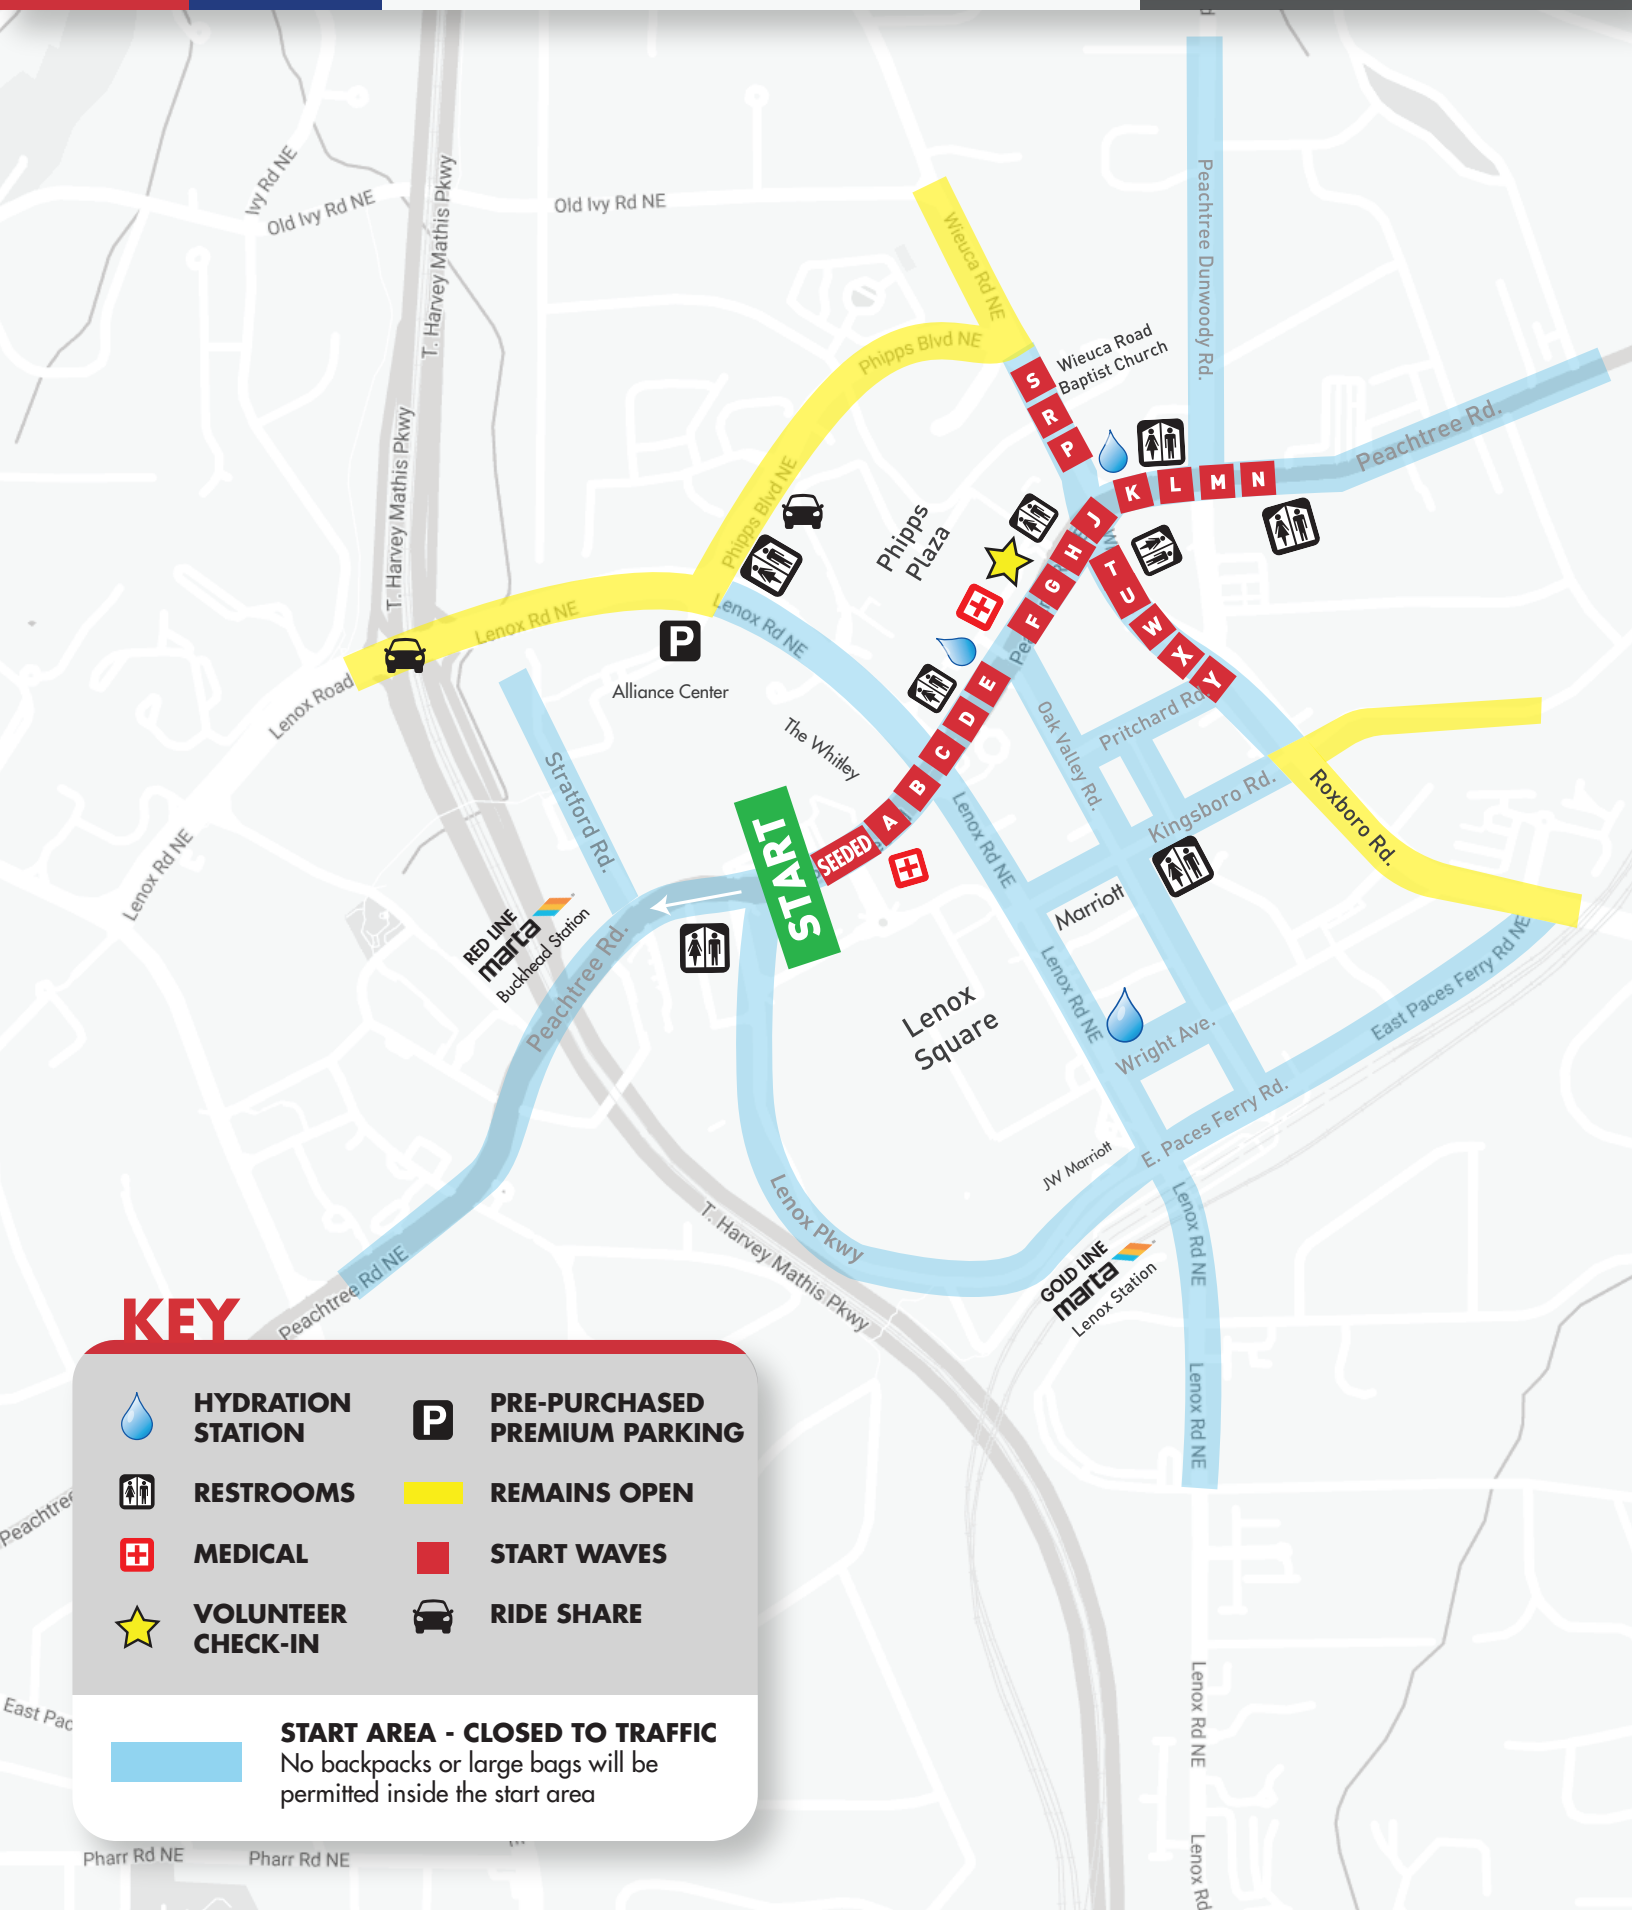 Ivy Rd NE
Old Ivy Rd NE
Old Ivy Rd NE
T. Harvey Mathis Pkwy
T. Harvey Mathis Pkwy
Wieuca Rd NE
Phipps Blvd NE
Phipps Blvd NE
Peachtree Dunwoody Rd.
Wieuca Road
Baptist Church
Peachtree Rd.
S
R
P
K
L
M
N
J
H
G
F
T
U
W
X
Y
E
D
C
B
A
SEEDED
START
Phipps
Plaza
Lenox Rd NE
Lenox Rd NE
Lenox Road
Lenox Rd NE
P
Alliance Center
The Whitley
Stratford Rd.
Oak Valley Rd.
Pritchard Rd.
Kingsboro Rd.
Roxboro Rd.
Lenox Rd NE
Marriott
Lenox Rd NE
Wright Ave.
East Paces Ferry Rd NE
E. Paces Ferry Rd.
Lenox
Square
RED LINE
marta
Buckhead Station
Peachtree Rd.
JW Marriott
Lenox Pkwy
T. Harvey Mathis Pkwy
Lenox Rd NE
GOLD LINE
marta
Lenox Station
Peachtree Rd NE
Peachtree
Lenox Rd NE
Lenox Rd NE
Lenox Rd
East Pac
Pharr Rd NE
Pharr Rd NE
KEY
HYDRATION
STATION
RESTROOMS
MEDICAL
VOLUNTEER
CHECK-IN
P
PRE-PURCHASED
PREMIUM PARKING
REMAINS OPEN
START WAVES
RIDE SHARE
START AREA - CLOSED TO TRAFFIC
No backpacks or large bags will be
permitted inside the start area